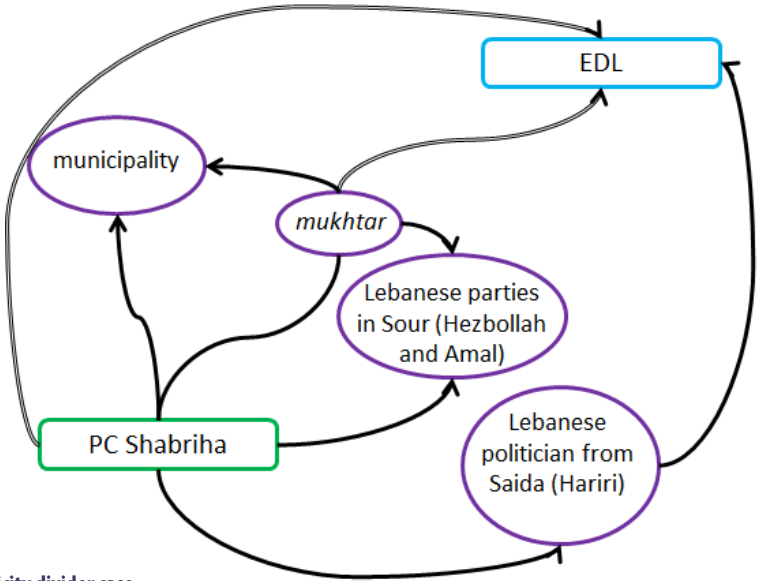 EDL
municipality
mukhtar
Lebanese parties
in Sour (Hezbollah
and Amal)
PC Shabriha
Lebanese
politician from
Saida (Hariri)